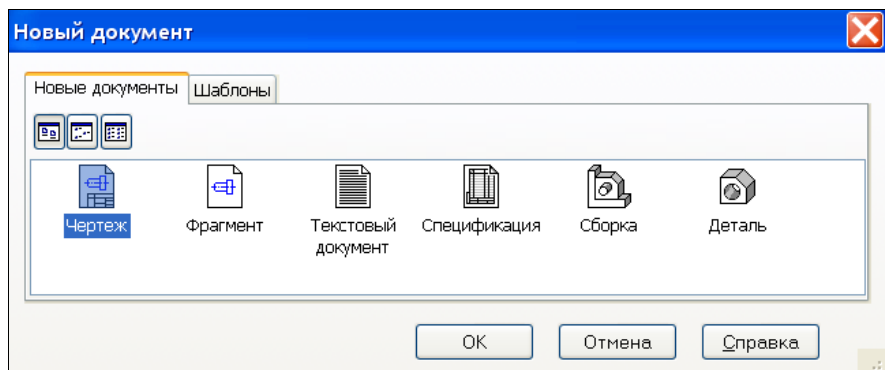 Новый документ
Новые документы Шаблоны
Чертеж Фрагмент Текстовый документ Спецификация Сборка Деталь
OK Отмена Справка